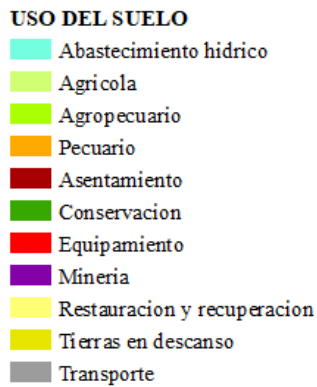 USO DEL SUELO
Abastecimiento hidrico
Agricola
Agropecuario
Pecuario
Asentamiento
Conservacion
Equipamiento
Mineria
Restauracion y recuperacion
Tierras en descanso
Transporte